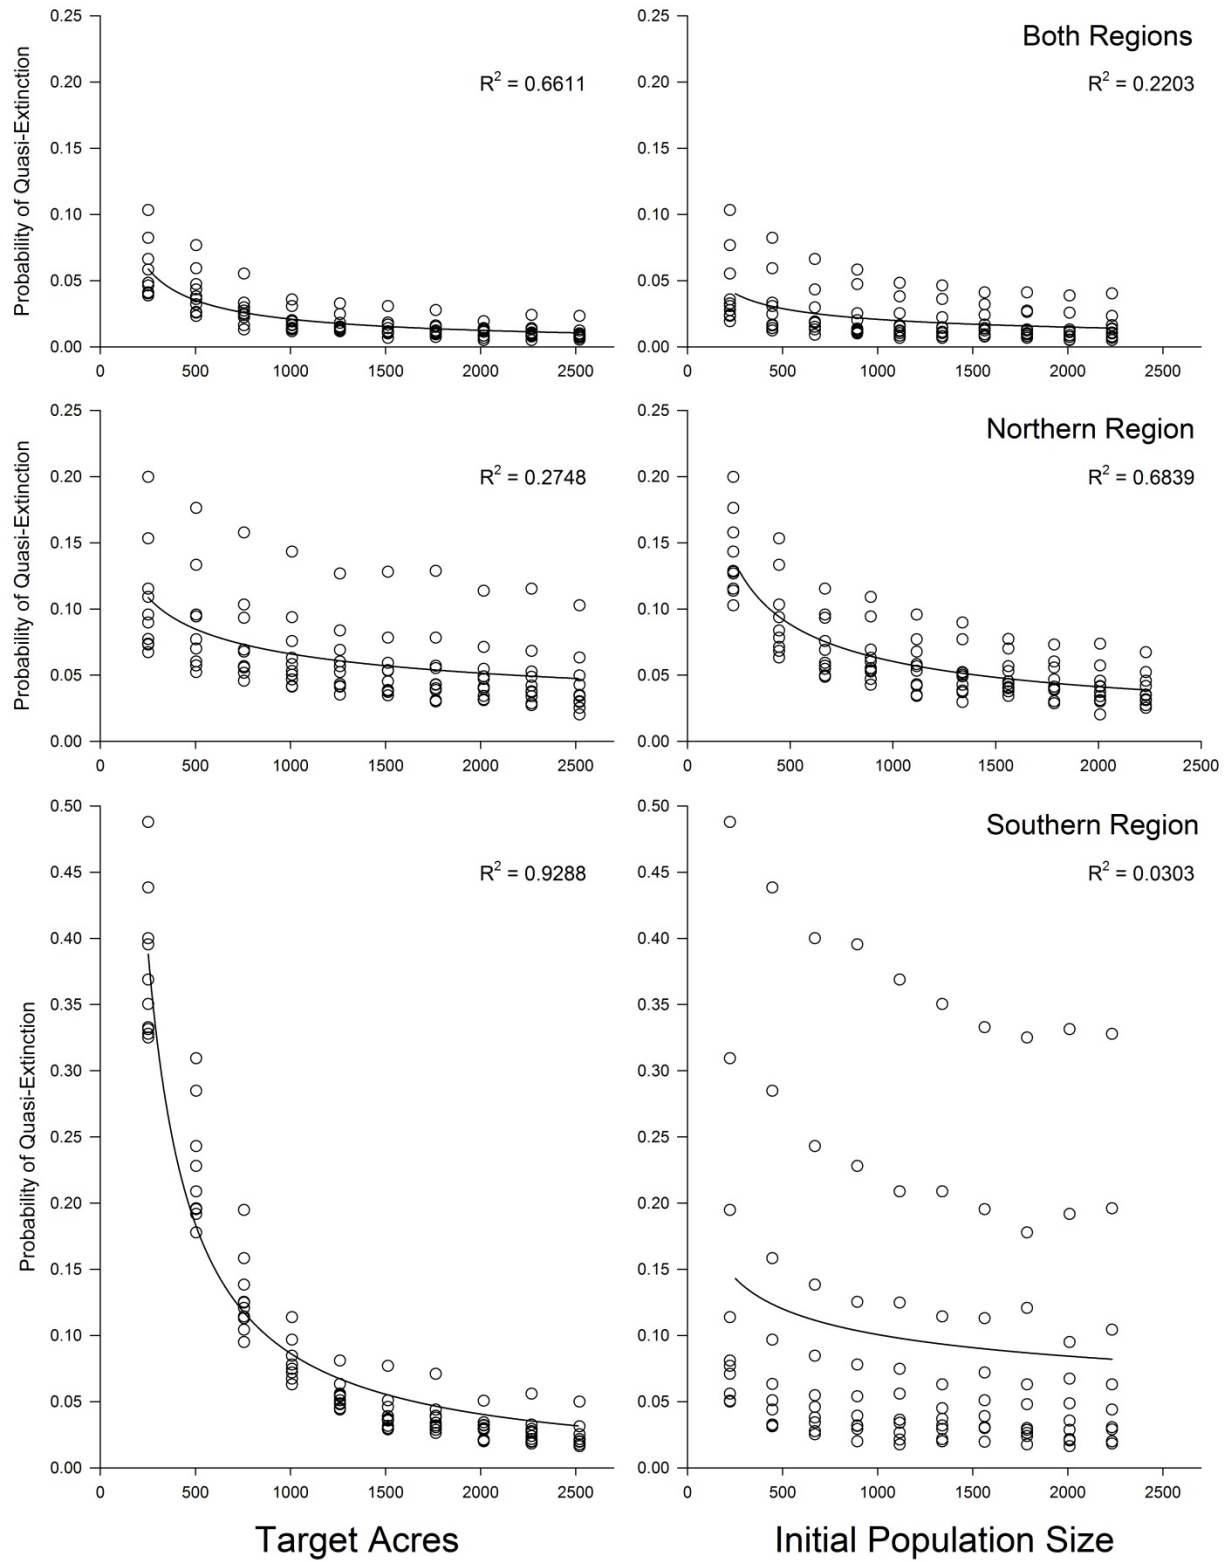 Both Regions
R² = 0.6611
R² = 0.2203
Probability of Quasi-Extinction
0.25
0.20
0.15
0.10
0.05
0.00
0 500 1000 1500 2000 2500
0.25
0.20
0.15
0.10
0.05
0.00
0 500 1000 1500 2000 2500
Northern Region
R² = 0.2748
R² = 0.6839
Probability of Quasi-Extinction
0.25
0.20
0.15
0.10
0.05
0.00
0 500 1000 1500 2000 2500
0.25
0.20
0.15
0.10
0.05
0.00
0 500 1000 1500 2000 2500
Southern Region
R² = 0.9288
R² = 0.0303
Probability of Quasi-Extinction
0.50
0.45
0.40
0.35
0.30
0.25
0.20
0.15
0.10
0.05
0.00
0 500 1000 1500 2000 2500
0.50
0.45
0.40
0.35
0.30
0.25
0.20
0.15
0.10
0.05
0.00
0 500 1000 1500 2000 2500
Target Acres
Initial Population Size